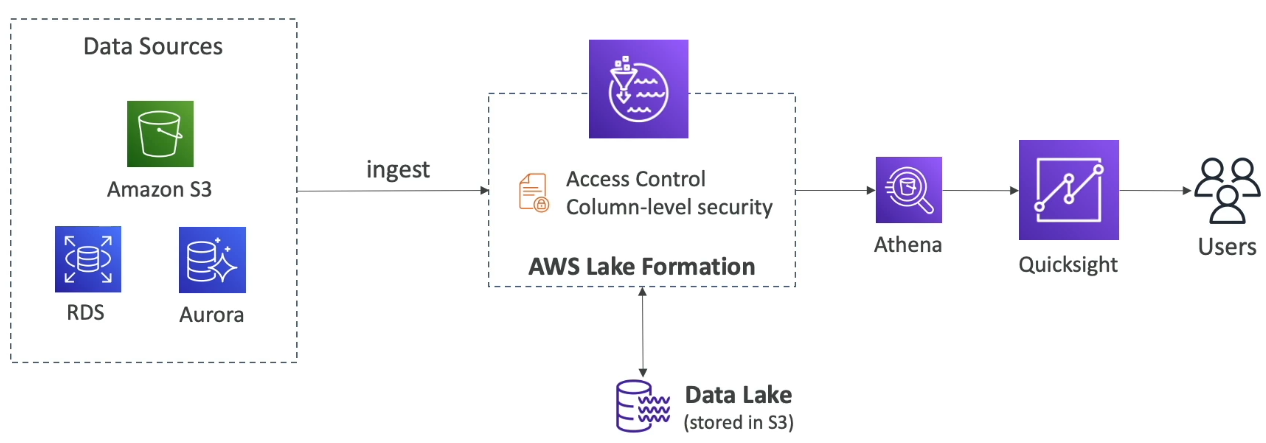 Data Sources
Amazon S3
RDS
Aurora
ingest
Access Control
Column-level security
AWS Lake Formation
Data Lake
(stored in S3)
Athena
Quicksight
Users